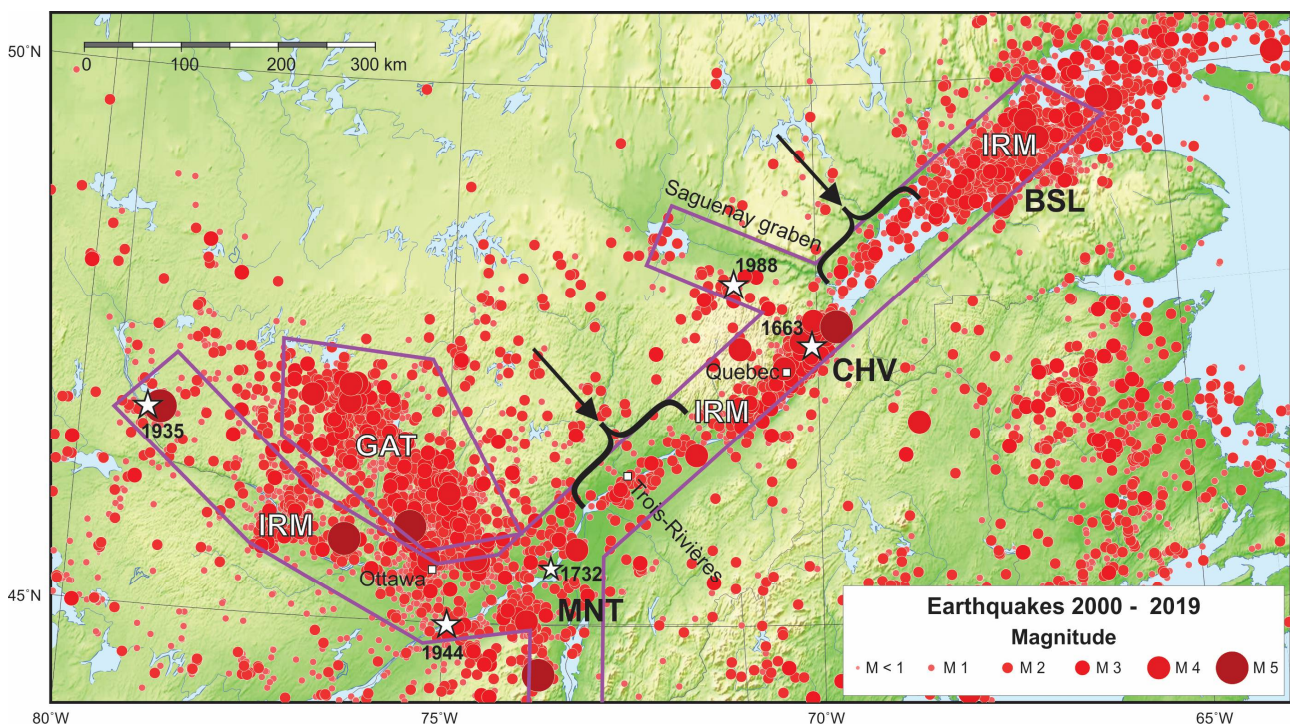 50°N
0 100 200 300 km
IRM
BSL
Saguenay graben
1988
1663
CHV
Quebec
IRM
1935
GAT
Trois-Rivières
IRM
Ottawa
1732
MNT
45°N
1944
Earthquakes 2000 - 2019
Magnitude
M < 1 M 1 M 2 M 3 M 4 M 5
80°W 75°W 70°W 65°W